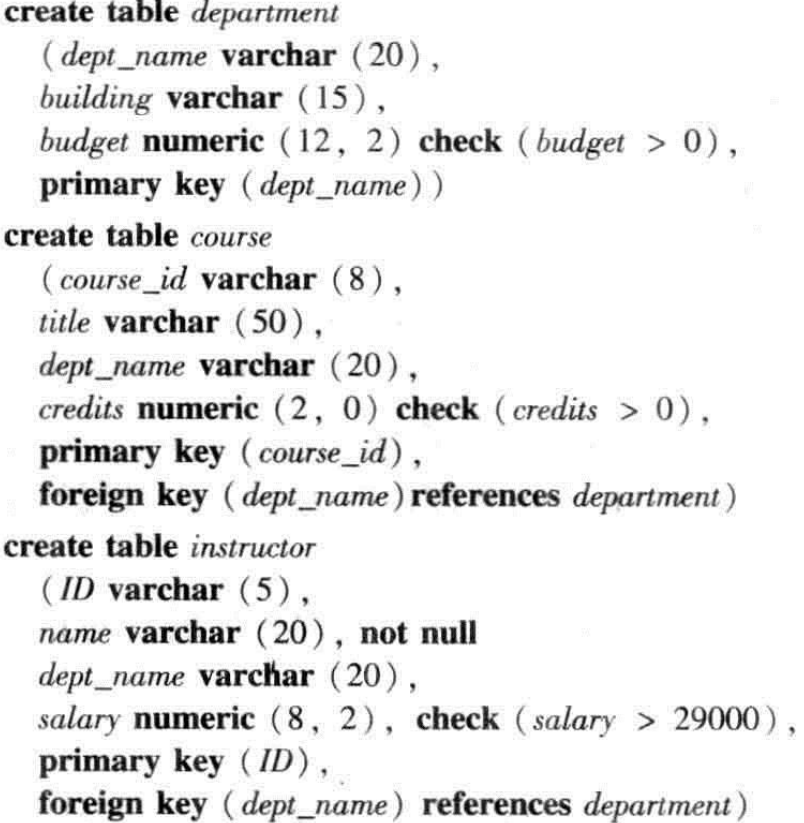 create table department
( dept_name varchar (20),
building varchar (15),
budget numeric (12, 2) check (budget > 0),
primary key (dept_name))
create table course
( course_id varchar (8),
title varchar (50),
dept_name varchar (20),
credits numeric (2, 0) check (credits > 0),
primary key (course_id),
foreign key (dept_name) references department)
create table instructor
( ID varchar (5),
name varchar (20), not null
dept_name varchar (20),
salary numeric (8, 2), check (salary > 29000),
primary key (ID),
foreign key (dept_name) references department)